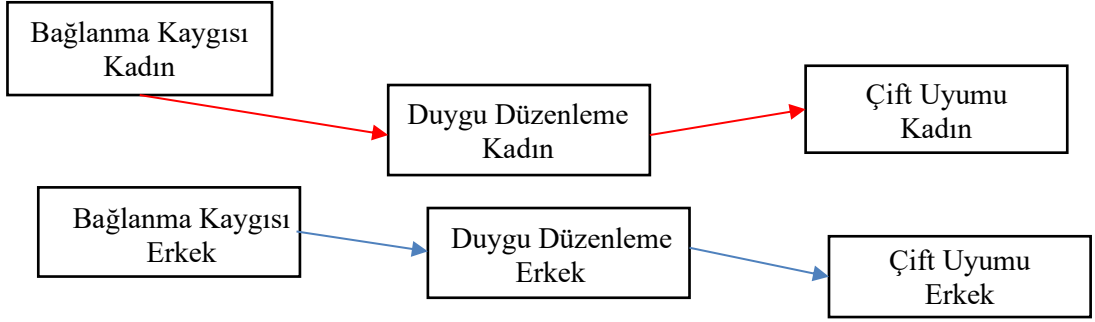 Bağlanma Kaygısı
Kadın
Duygu Düzenleme
Kadın
Çift Uyumu
Kadın
Bağlanma Kaygısı
Erkek
Duygu Düzenleme
Erkek
Çift Uyumu
Erkek